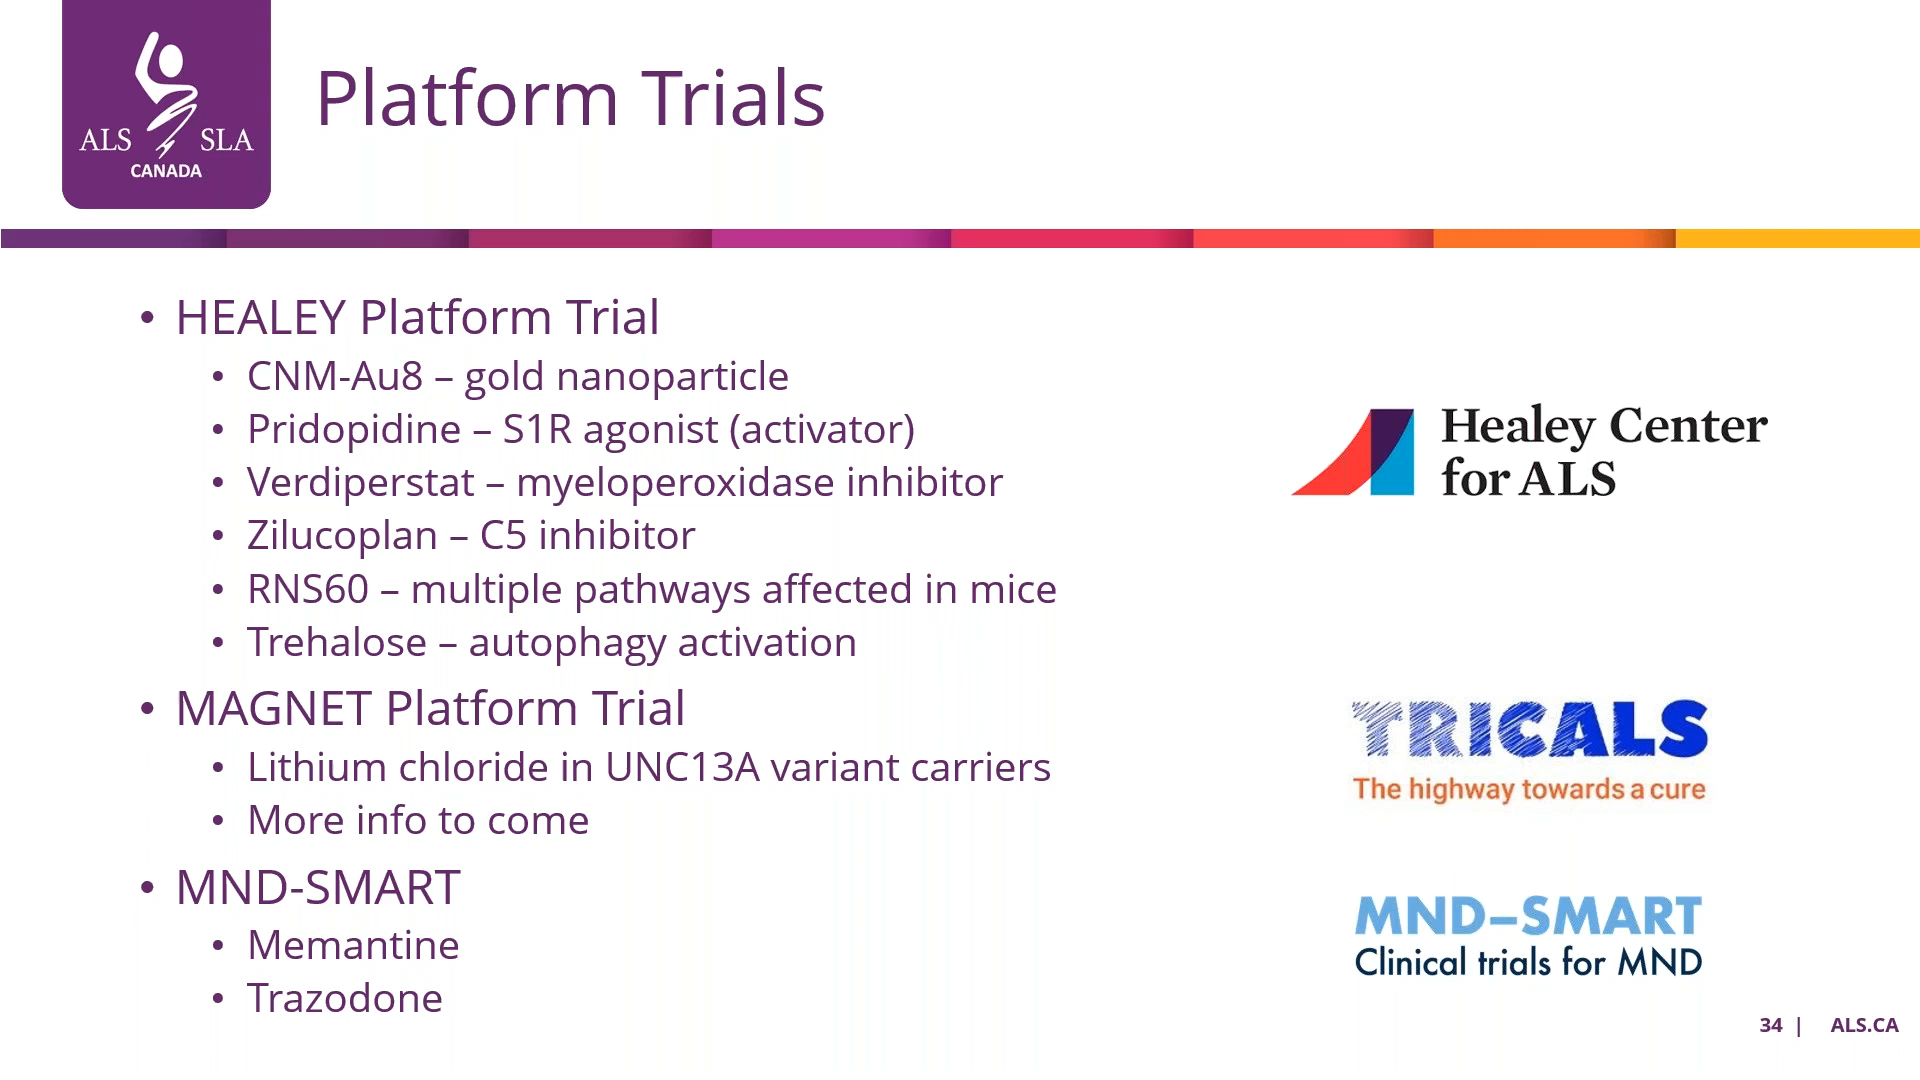 ALS SLA
CANADA
Platform Trials
• HEALEY Platform Trial
• CNM-Au8 – gold nanoparticle
• Pridopidine – S1R agonist (activator)
• Verdiperstat – myeloperoxidase inhibitor
• Zilucoplan – C5 inhibitor
• RNS60 – multiple pathways affected in mice
• Trehalose – autophagy activation
Healey Center
for ALS
• MAGNET Platform Trial
• Lithium chloride in UNC13A variant carriers
• More info to come
TRICALS
The highway towards a cure
• MND-SMART
• Memantine
• Trazodone
MND–SMART
Clinical trials for MND
34 | ALS.CA